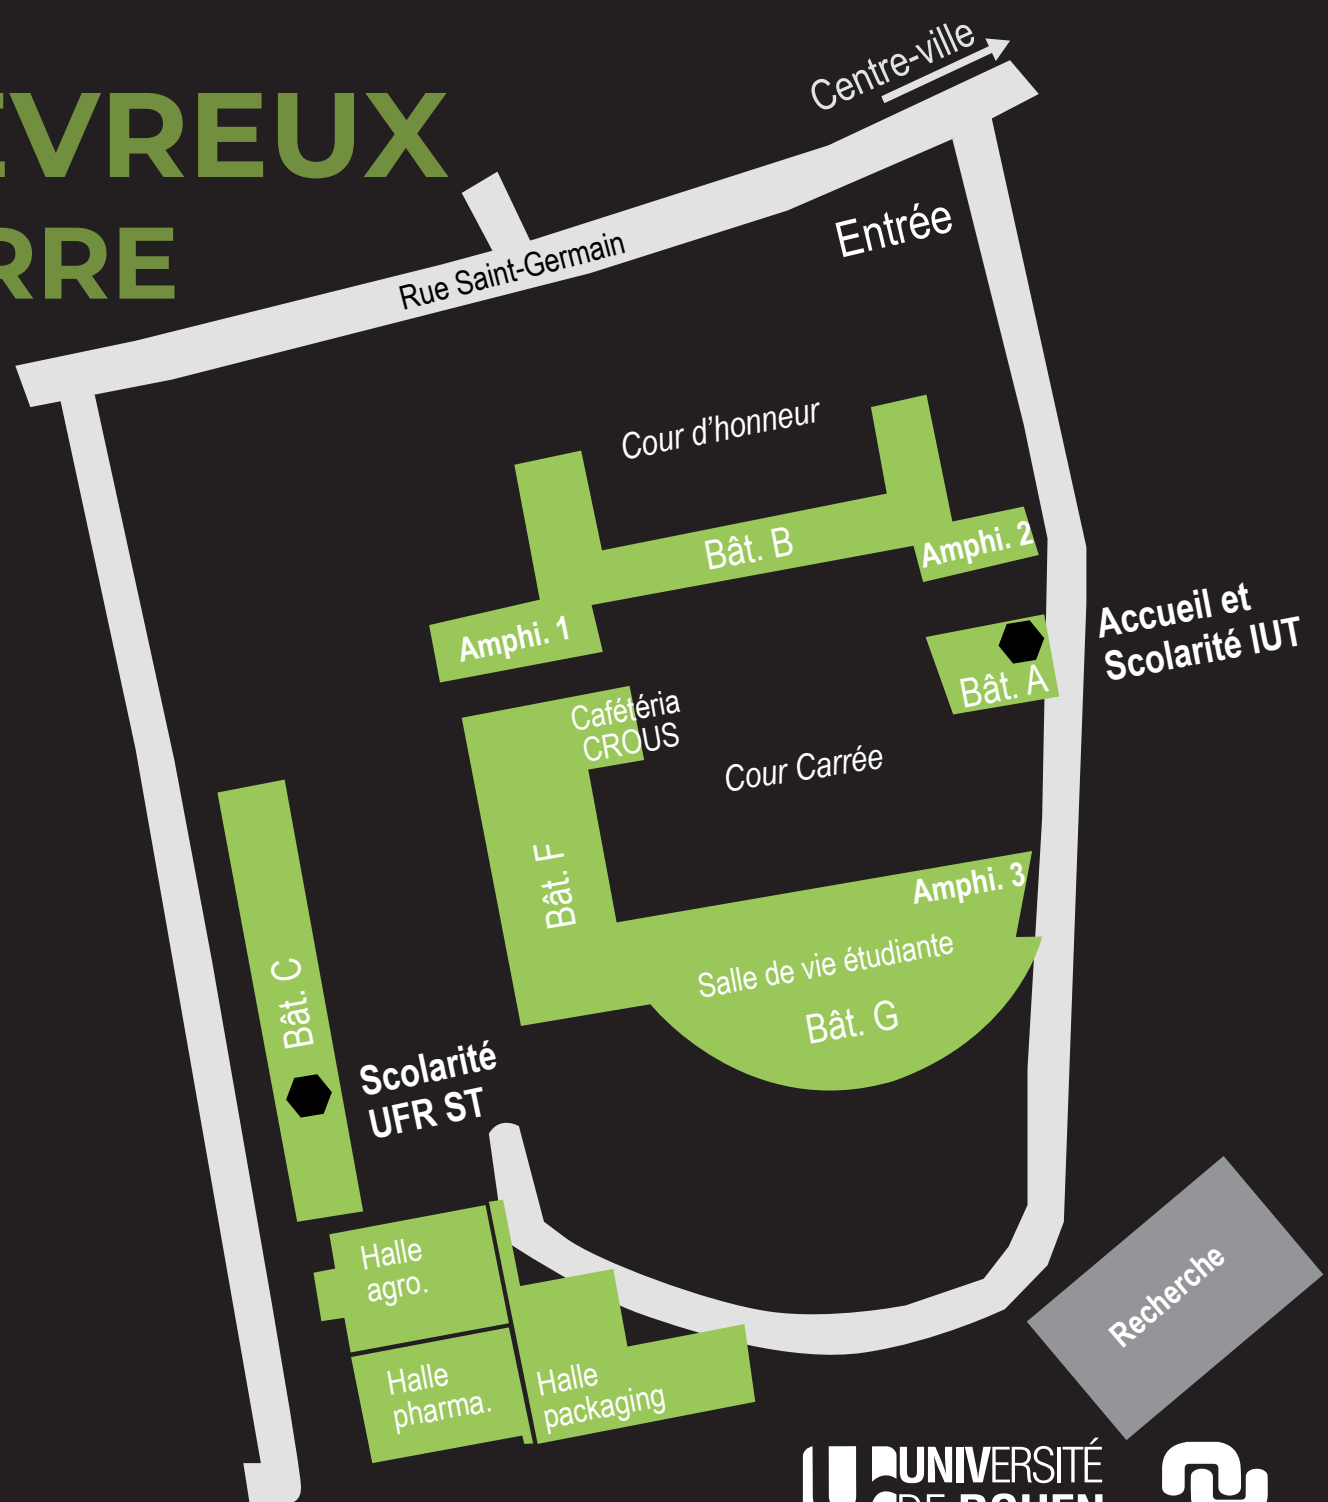 EVREUX
RRE
Centre-ville
Entrée
Rue Saint-Germain
Cour d’honneur
Bât. B
Amphi. 2
Amphi. 1
Accueil et
Scolarité IUT
Bât. A
Cafétéria
CROUS
Cour Carrée
Bât. F
Amphi. 3
Salle de vie étudiante
Bât. G
Bât. C
Scolarité
UFR ST
Halle
agro.
Halle
pharma.
Halle
packaging
Recherche
UNIVERSITÉ
DE ROUEN